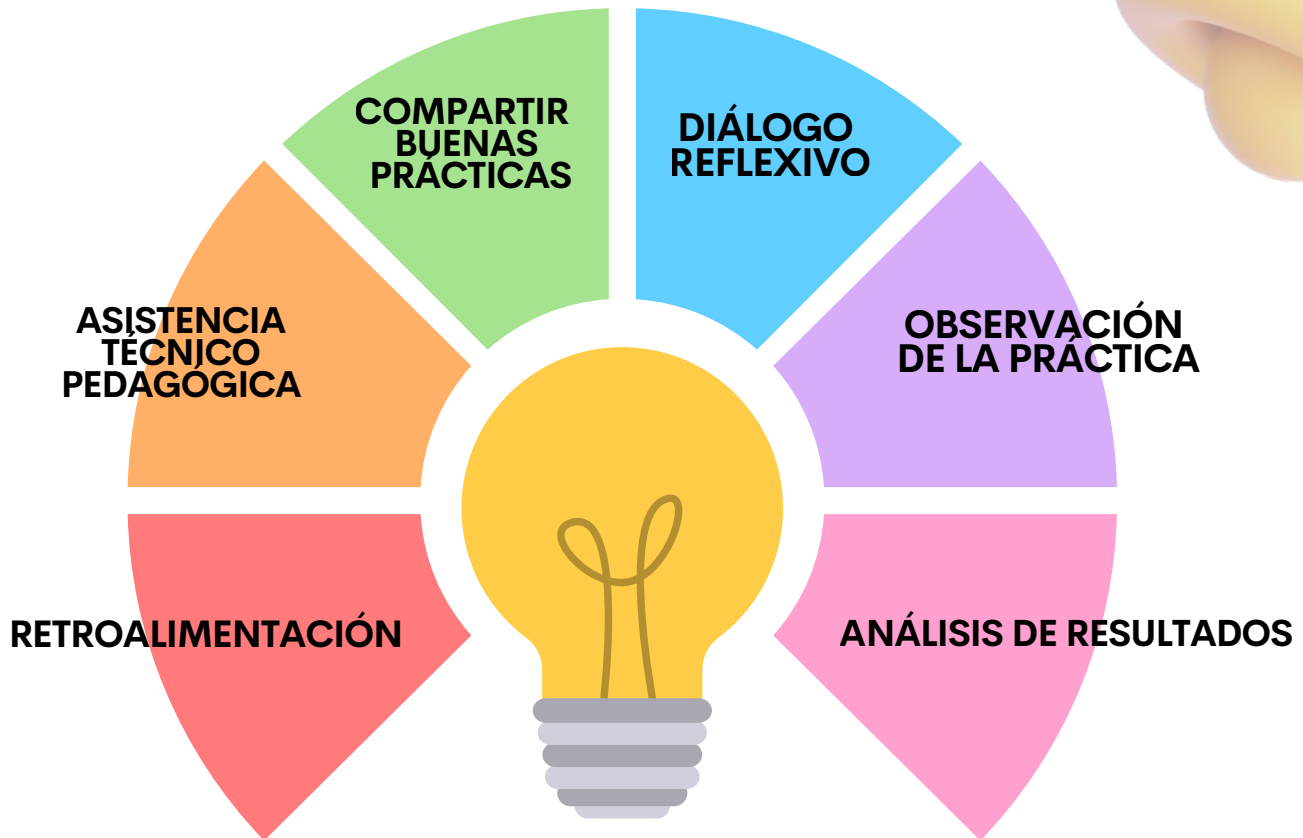 COMPARTIR
BUENAS
PRÁCTICAS
DIÁLOGO
REFLEXIVO
ASISTENCIA
TÉCNICO
PEDAGÓGICA
OBSERVACIÓN
DE LA PRÁCTICA
RETROALIMENTACIÓN
ANÁLISIS DE RESULTADOS